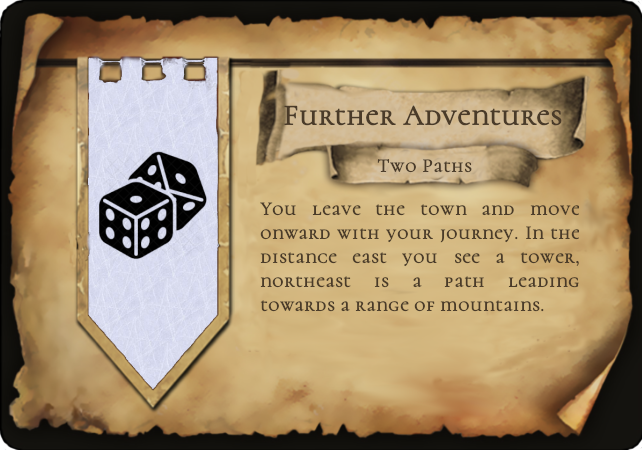 Further Adventures
Two Paths
You leave the town and move
onward with your journey. In the
distance east you see a tower,
northeast is a path leading
towards a range of mountains.